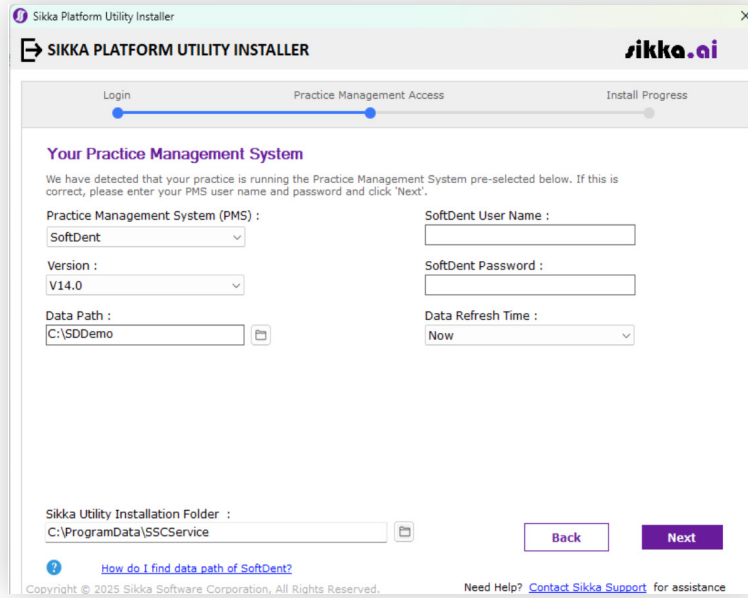 Sikka Platform Utility Installer
SIKKA PLATFORM UTILITY INSTALLER
sikka.ai
Login
Practice Management Access
Install Progress
Your Practice Management System
We have detected that your practice is running the Practice Management System pre-selected below. If this is
correct, please enter your PMS user name and password and click 'Next'.
Practice Management System (PMS) :
SoftDent
SoftDent User Name :
Version :
V14.0
SoftDent Password :
Data Path :
C:\SDDemo
Data Refresh Time :
Now
Sikka Utility Installation Folder :
C:\ProgramData\SSCService
Back
Next
How do I find data path of SoftDent?
Copyright © 2025 Sikka Software Corporation, All Rights Reserved.
Need Help? Contact Sikka Support for assistance